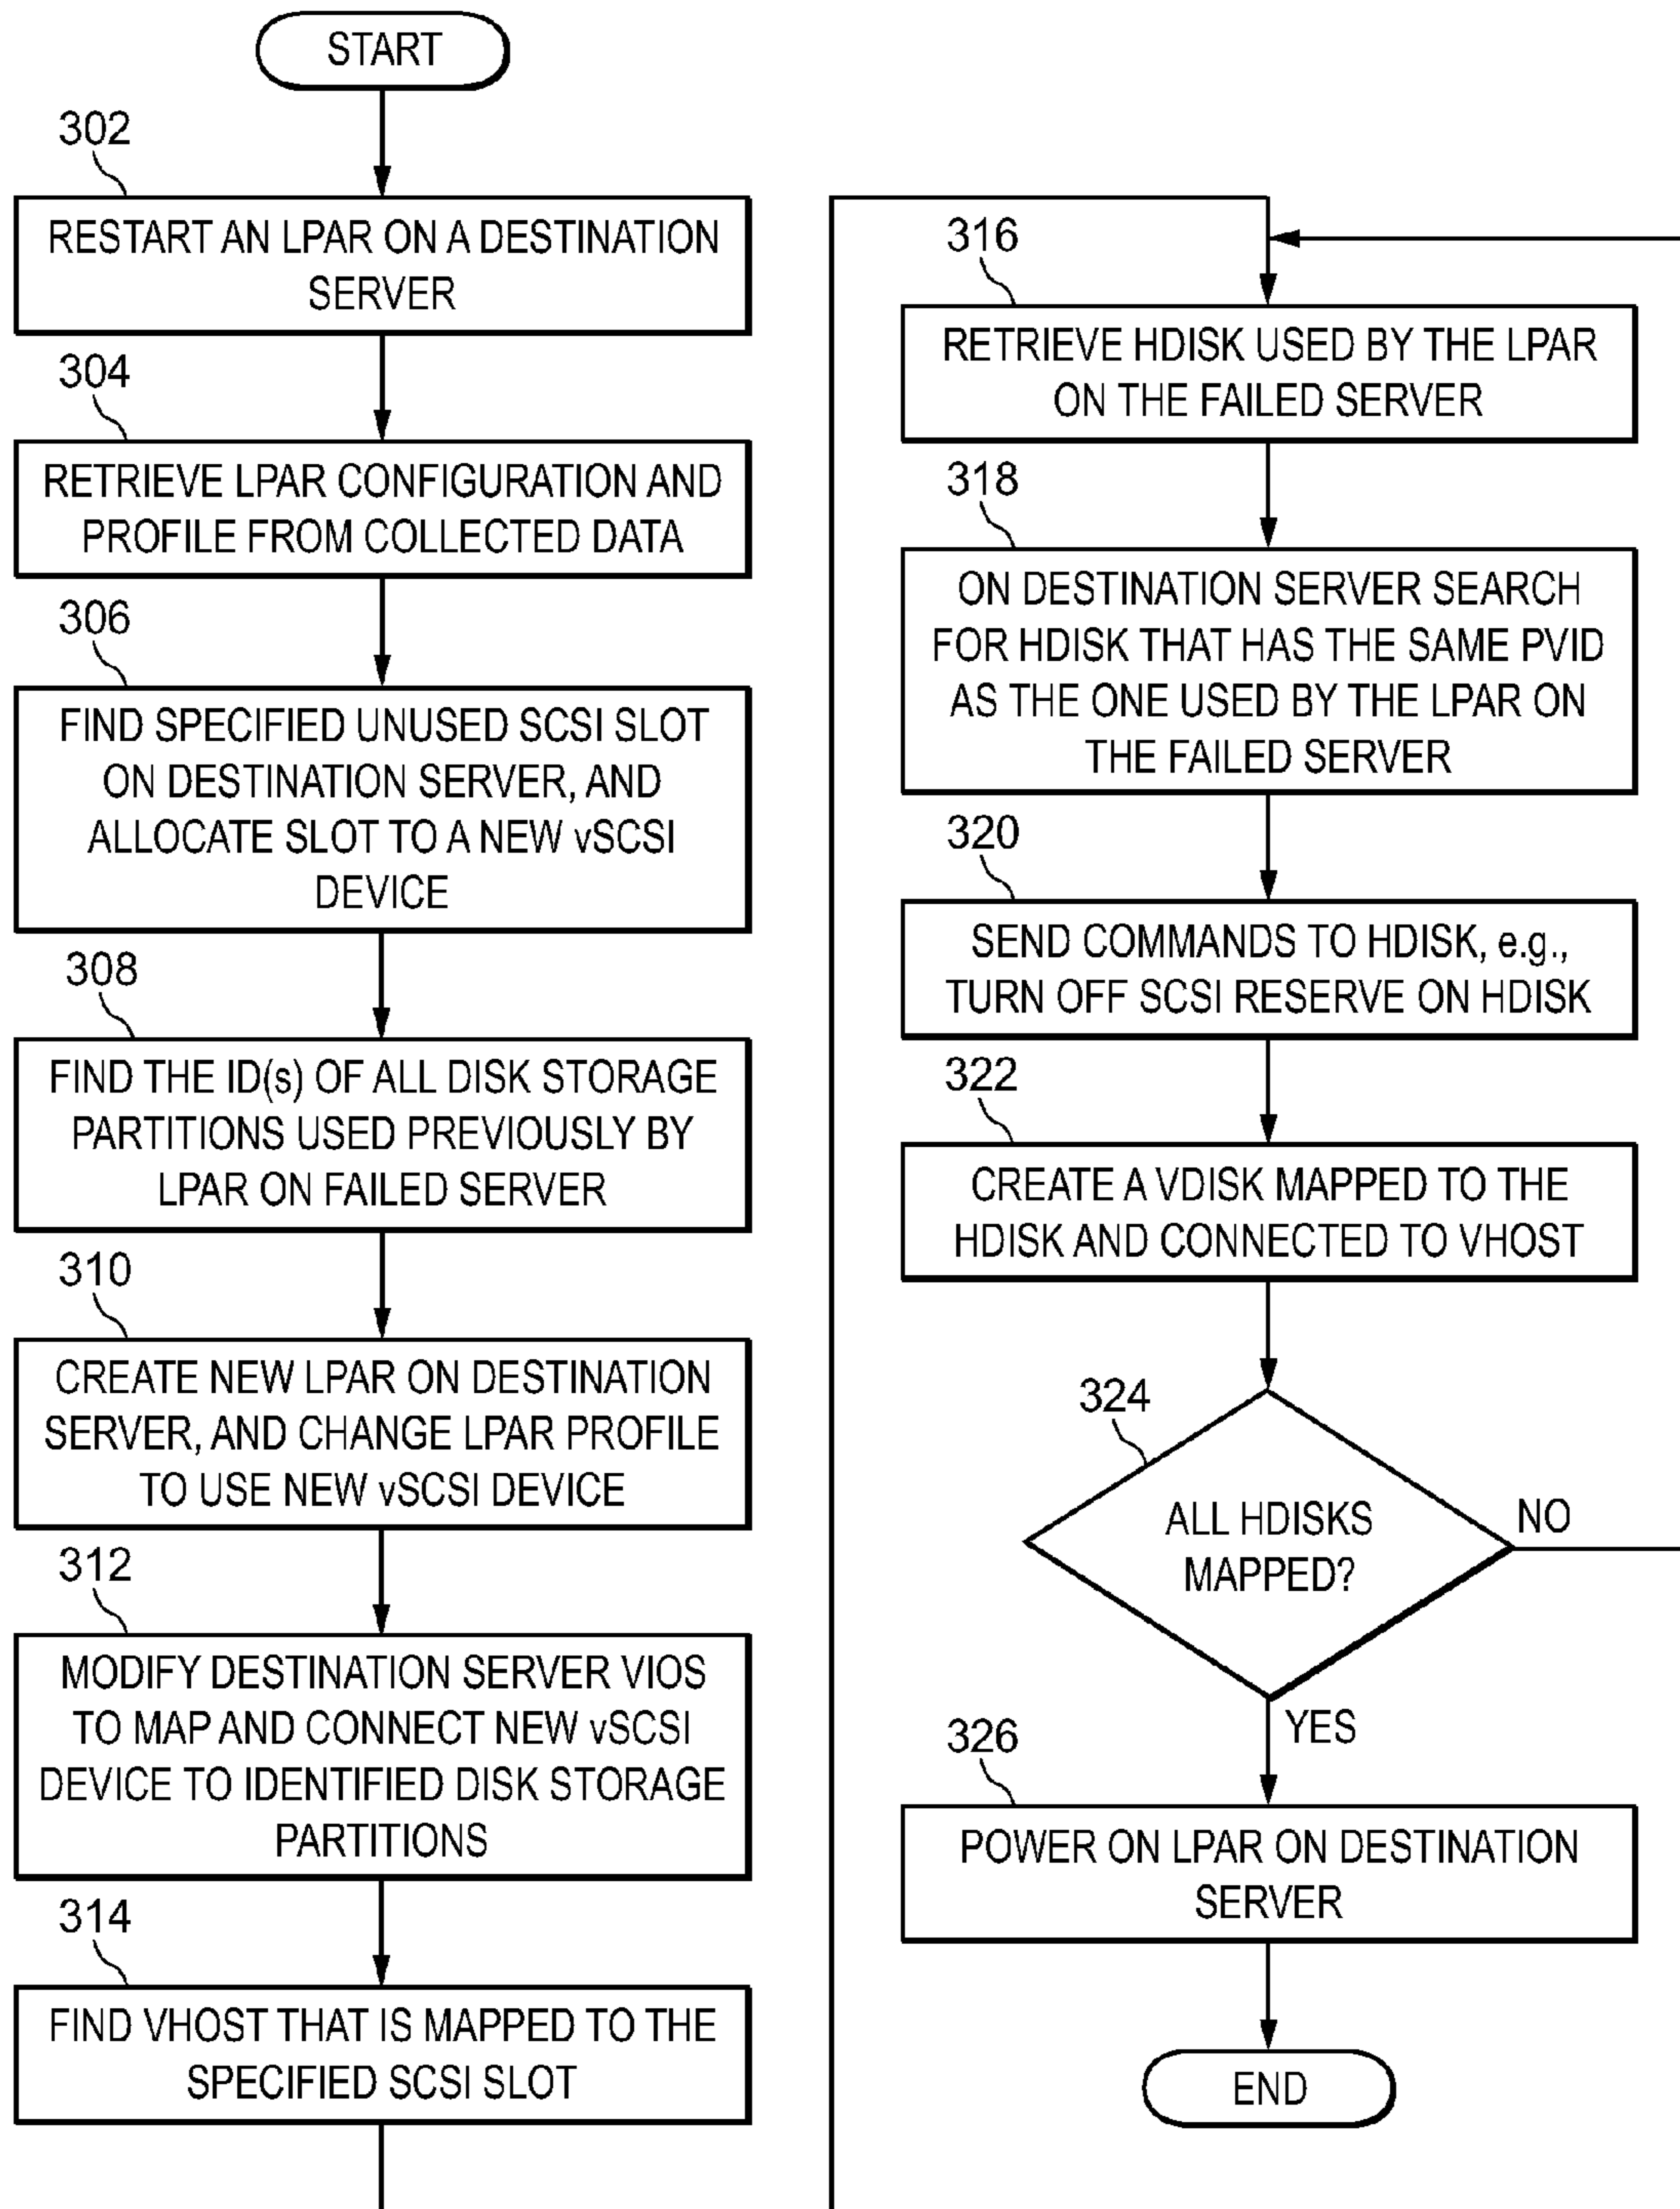 START
302
RESTART AN LPAR ON A DESTINATION
SERVER
304
RETRIEVE LPAR CONFIGURATION AND
PROFILE FROM COLLECTED DATA
306
FIND SPECIFIED UNUSED SCSI SLOT
ON DESTINATION SERVER, AND
ALLOCATE SLOT TO A NEW vSCSI
DEVICE
308
FIND THE ID(s) OF ALL DISK STORAGE
PARTITIONS USED PREVIOUSLY BY
LPAR ON FAILED SERVER
310
CREATE NEW LPAR ON DESTINATION
SERVER, AND CHANGE LPAR PROFILE
TO USE NEW vSCSI DEVICE
312
MODIFY DESTINATION SERVER VIOS
TO MAP AND CONNECT NEW vSCSI
DEVICE TO IDENTIFIED DISK STORAGE
PARTITIONS
314
FIND VHOST THAT IS MAPPED TO THE
SPECIFIED SCSI SLOT
316
RETRIEVE HDISK USED BY THE LPAR
ON THE FAILED SERVER
318
ON DESTINATION SERVER SEARCH
FOR HDISK THAT HAS THE SAME PVID
AS THE ONE USED BY THE LPAR ON
THE FAILED SERVER
320
SEND COMMANDS TO HDISK, e.g.,
TURN OFF SCSI RESERVE ON HDISK
322
CREATE A VDISK MAPPED TO THE
HDISK AND CONNECTED TO VHOST
324
ALL HDISKS
MAPPED?
NO
YES
326
POWER ON LPAR ON DESTINATION
SERVER
END